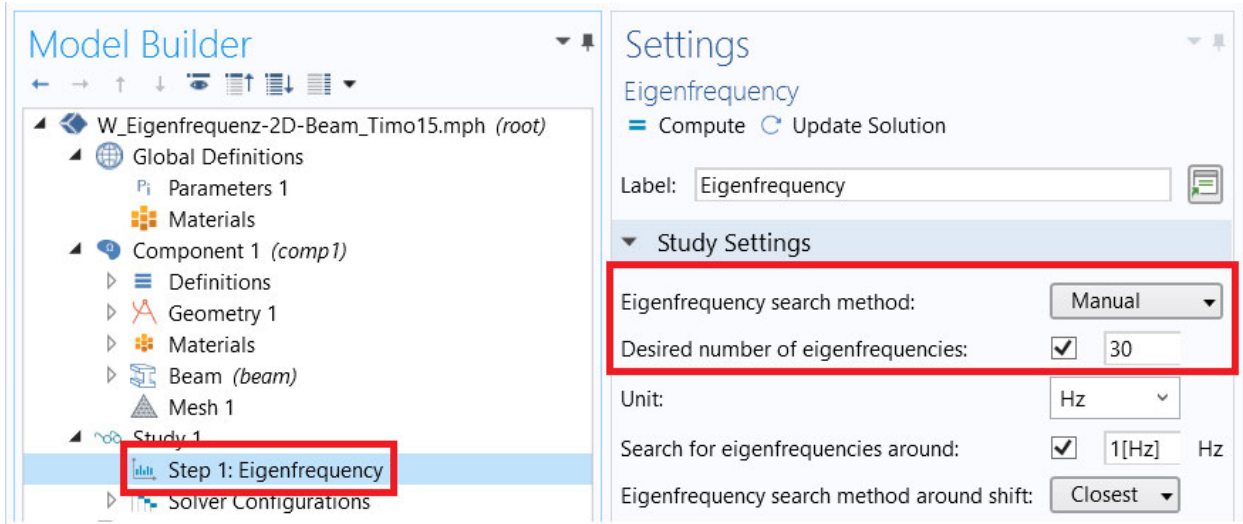 Model Builder
W_Eigenfrequenz-2D-Beam_Timo15.mph (root)
Global Definitions
Pi Parameters 1
Materials
Component 1 (comp1)
Definitions
Geometry 1
Materials
Beam (beam)
Mesh 1
Study 1
Step 1: Eigenfrequency
Solver Configurations
Settings
Eigenfrequency
= Compute Update Solution
Label: Eigenfrequency
Study Settings
Eigenfrequency search method: Manual
Desired number of eigenfrequencies: 30
Unit: Hz
Search for eigenfrequencies around: 1[Hz] Hz
Eigenfrequency search method around shift: Closest